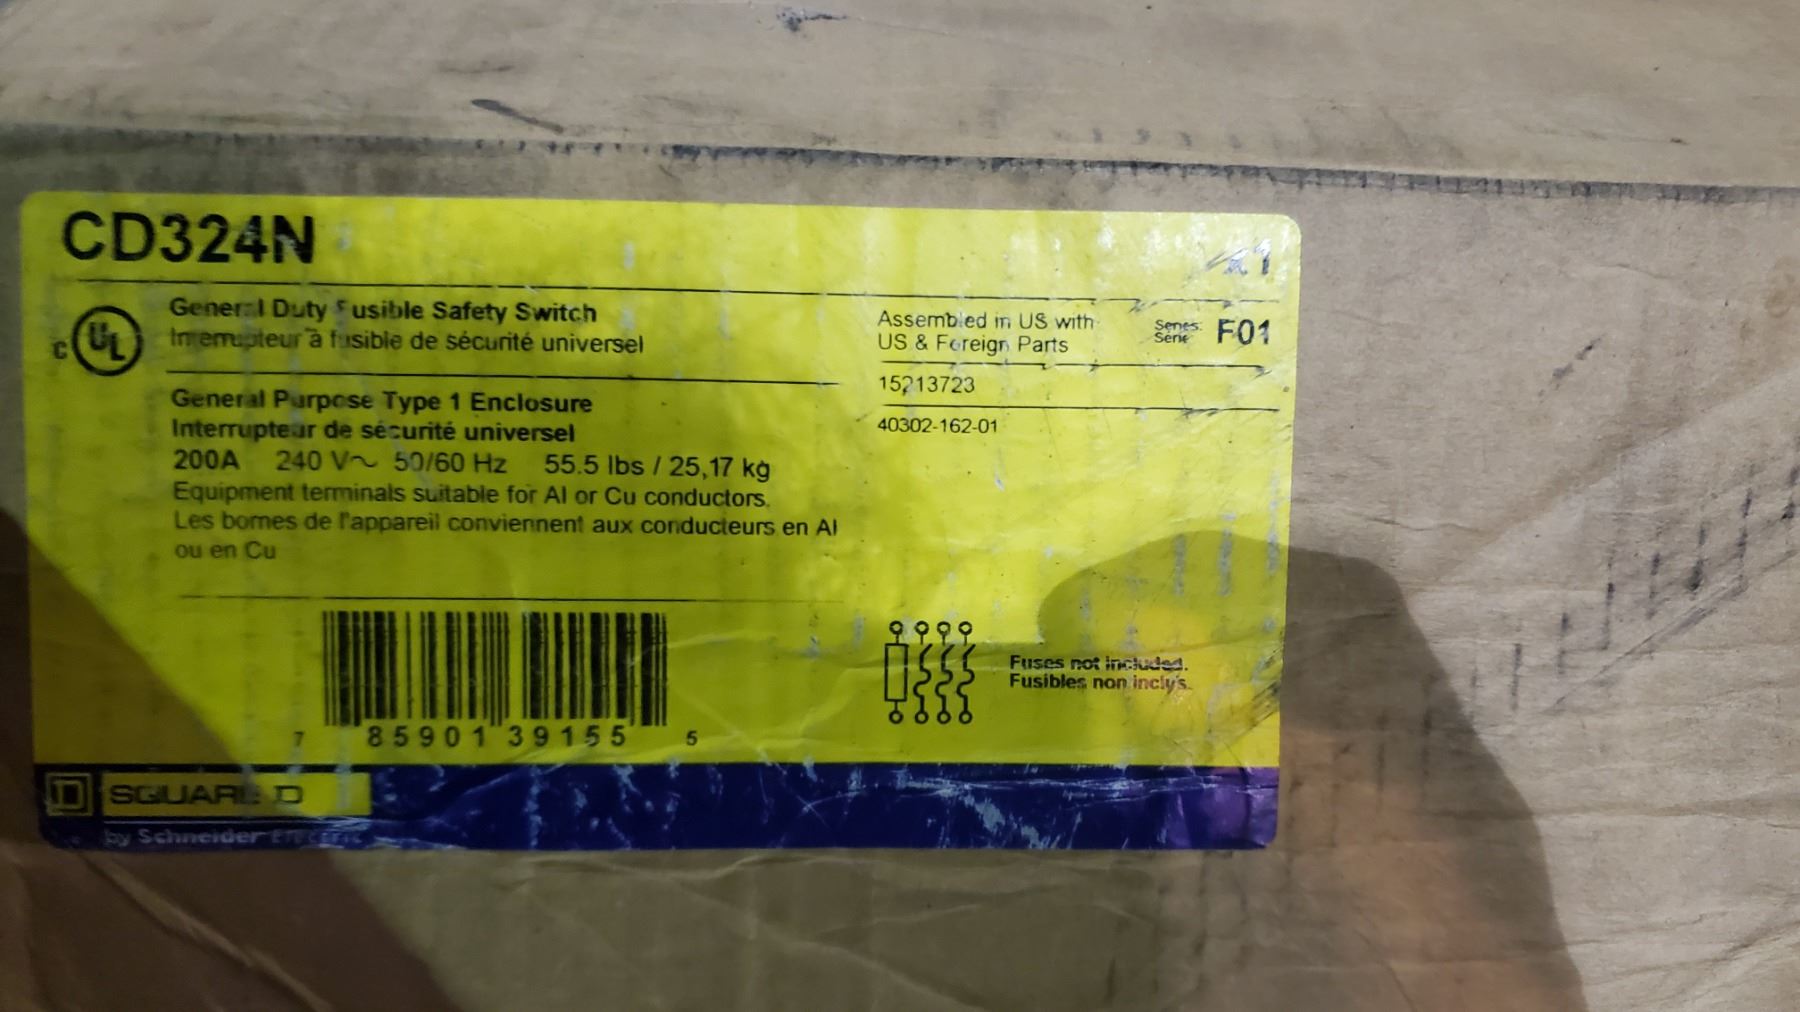 CD324N
x1
C UL
General Duty Fusible Safety Switch
Interrupteur à fusible de sécurité universel
General Purpose Type 1 Enclosure
Interrupteur de sécurité universel
200A 240 V~ 50/60 Hz 55.5 lbs / 25,17 kg
Equipment terminals suitable for Al or Cu conductors.
Les bornes de l'appareil conviennent aux conducteurs en Al
ou en Cu
Assembled in US with
US & Foreign Parts
Series:
Série
F01
15213723
40302-162-01
7 85901 39155 5
Fuses not included.
Fusibles non inclus.
D SQUARE D
by Schneider Electric